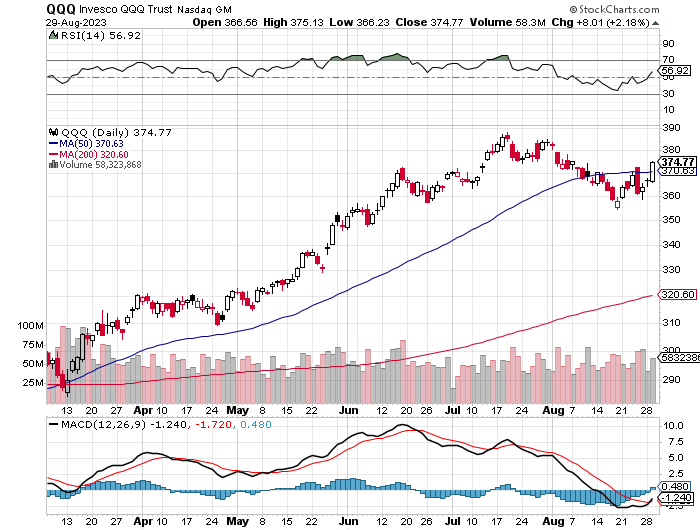 QQQ Invesco QQQ Trust Nasdaq GM © StockCharts.com
29-Aug-2023 Open 366.56 High 375.13 Low 366.23 Close 374.77 Volume 58.3M Chg +8.01 (+2.18%)
RSI(14) 56.92
90
70
56.92
50
30
10
QQQ (Daily) 374.77
MA(50) 370.63
MA(200) 320.60
Volume 58,323,868
390
380
374.77
370.63
360
350
340
330
320.60
310
300
290
100M
75M
50M
25M
58323868
13 20 27 Apr 10 17 24 May 8 15 22 Jun 12 20 26 Jul 10 17 24 Aug 7 14 21 28
MACD(12,26,9) -1.240, -1.720, 0.480
10.0
7.5
5.0
2.5
0.480
-1.240
-2.5
13 20 27 Apr 10 17 24 May 8 15 22 Jun 12 20 26 Jul 10 17 24 Aug 7 14 21 28